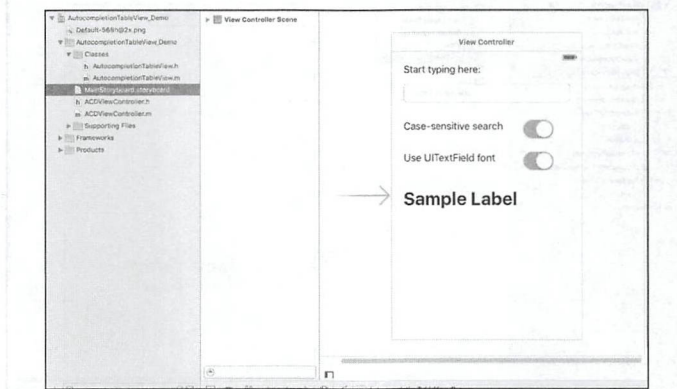 AutocompletionTableView_Demo
Default-568h@2x.png
AutocompletionTableView_Demo
Classes
h AutocompletionTableView.h
m AutocompletionTableView.m
MainStoryboard.storyboard
h ACDViewController.h
m ACDViewController.m
Supporting Files
Frameworks
Products
View Controller Scene
View Controller
Start typing here:
Case-sensitive search
Use UITextField font
Sample Label